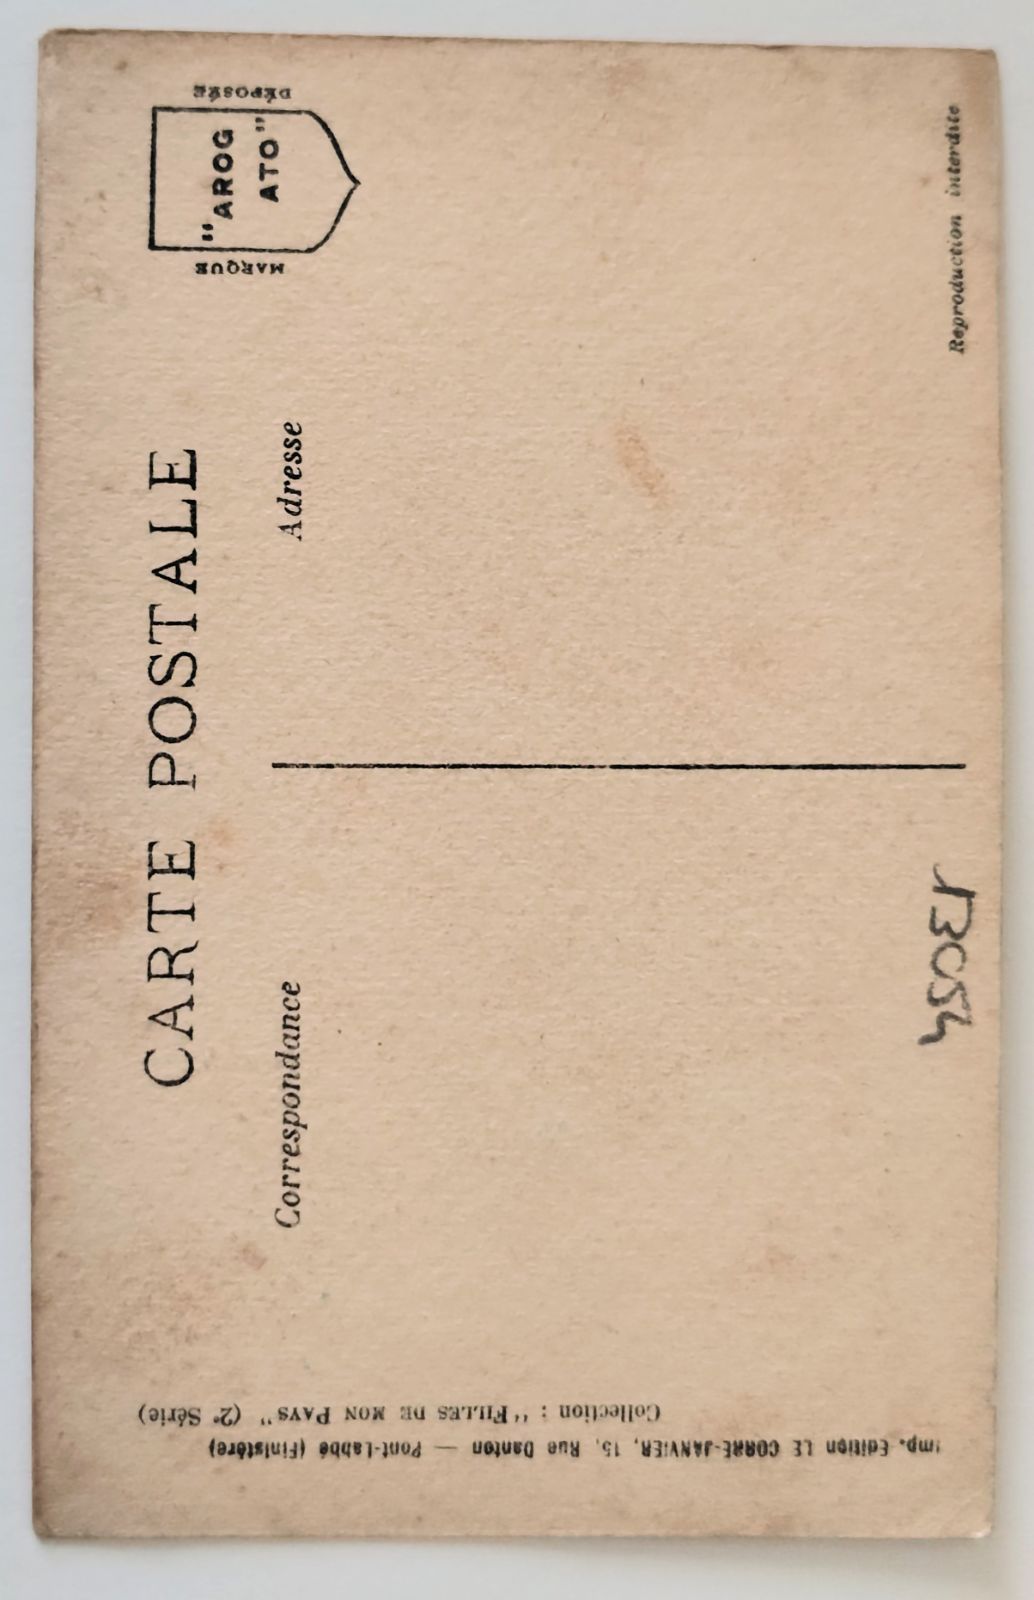 CARTE POSTALE
MARQUE
"AROG
ATO"
DÉPOSÉE
Correspondance
Adresse
Reproduction interdite
13054
Collection : "FILLES DE MON PAYS" (2e Série)
Imp. Edition LE CORRE-JANVIER, 15, Rue Danton — Pont-Labbé (Finistère)